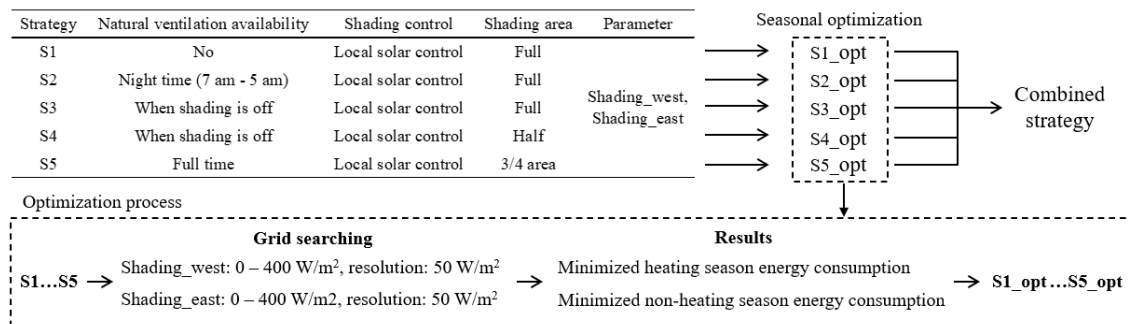 Strategy Natural ventilation availability Shading control Shading area Parameter
S1 No Local solar control Full
S2 Night time (7 am - 5 am) Local solar control Full
S3 When shading is off Local solar control Full
S4 When shading is off Local solar control Half
S5 Full time Local solar control 3/4 area
Shading_west,
Shading_east
Seasonal optimization
S1_opt
S2_opt
S3_opt
S4_opt
S5_opt
Combined
strategy
Optimization process
Grid searching
Results
S1…S5
Shading_west: 0 – 400 W/m², resolution: 50 W/m²
Shading_east: 0 – 400 W/m2, resolution: 50 W/m²
Minimized heating season energy consumption
Minimized non-heating season energy consumption
S1_opt…S5_opt